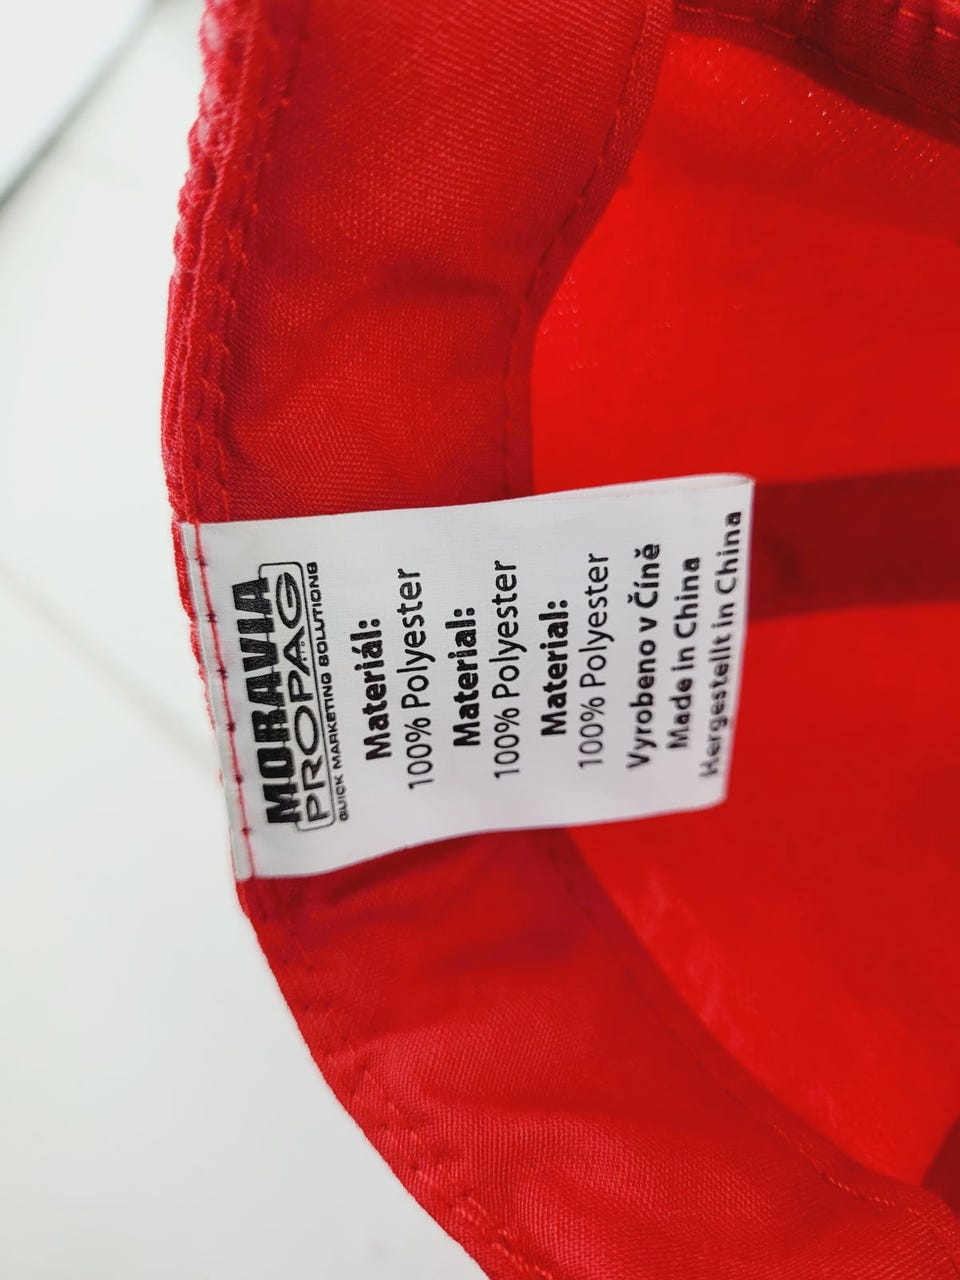 MORAVIA
PROPAG
QUICK MARKETING SOLUTIONS
Materiál:
100% Polyester
Material:
100% Polyester
Material:
100% Polyester
Vyrobeno v Číně
Made in China
Hergestellt in China